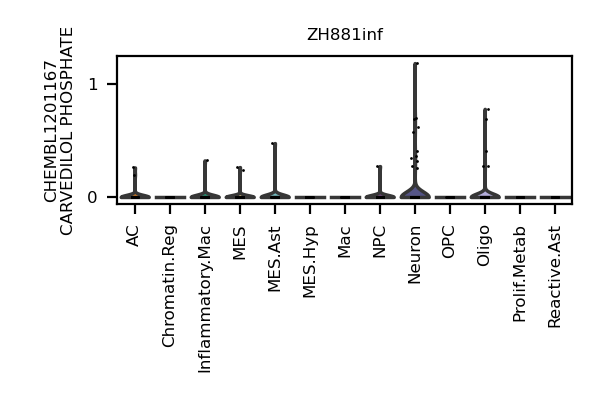 ZH881inf
CHEMBL1201167
CARVEDILOL PHOSPHATE
1
0
AC
Chromatin.Reg
Inflammatory.Mac
MES
MES.Ast
MES.Hyp
Mac
NPC
Neuron
OPC
Oligo
Prolif.Metab
Reactive.Ast